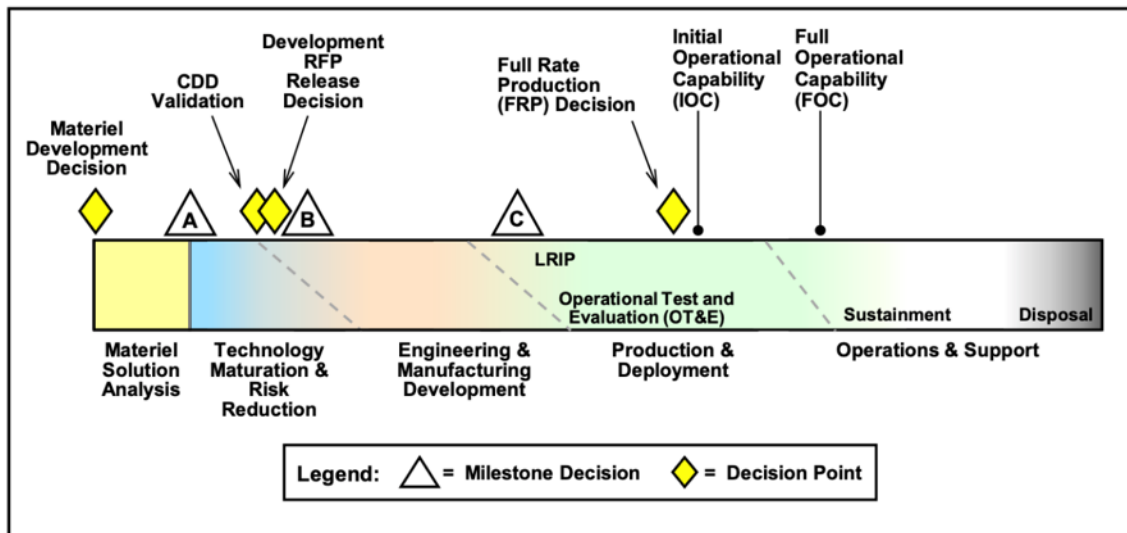 Materiel
Development
Decision
CDD
Validation
Development
RFP
Release
Decision
Full Rate
Production
(FRP) Decision
Initial
Operational
Capability
(IOC)
Full
Operational
Capability
(FOC)
A
B
C
LRIP
Operational Test and
Evaluation (OT&E)
Sustainment
Disposal
Materiel
Solution
Analysis
Technology
Maturation &
Risk
Reduction
Engineering &
Manufacturing
Development
Production &
Deployment
Operations & Support
Legend: = Milestone Decision = Decision Point